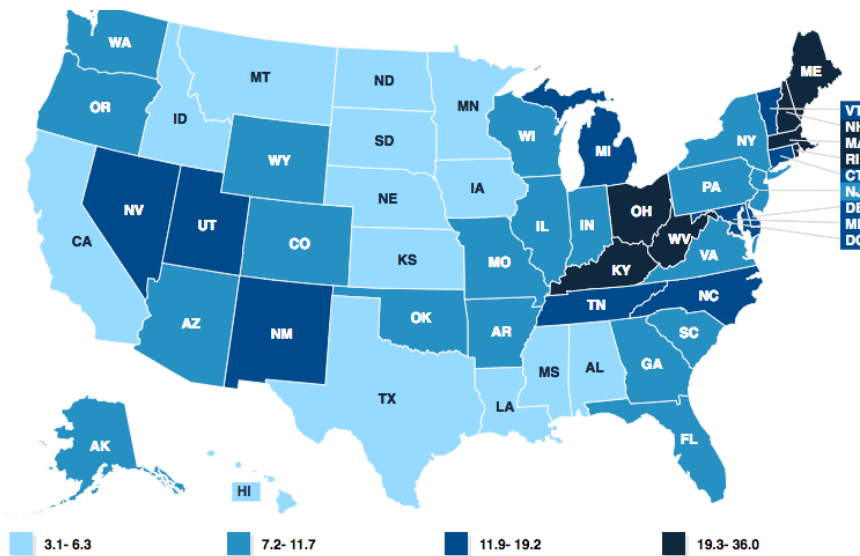 WA
MT
ND
MN
OR
ID
SD
WI
MI
NY
ME
VT
NH
MA
RI
CT
NJ
DE
WY
NE
IA
PA
NV
UT
CO
KS
IL
IN
OH
WV
VA
CA
MO
KY
NC
TN
AZ
NM
OK
AR
SC
TX
MS
AL
GA
LA
FL
AK
HI
3.1- 6.3 7.2- 11.7 11.9- 19.2 19.3- 36.0